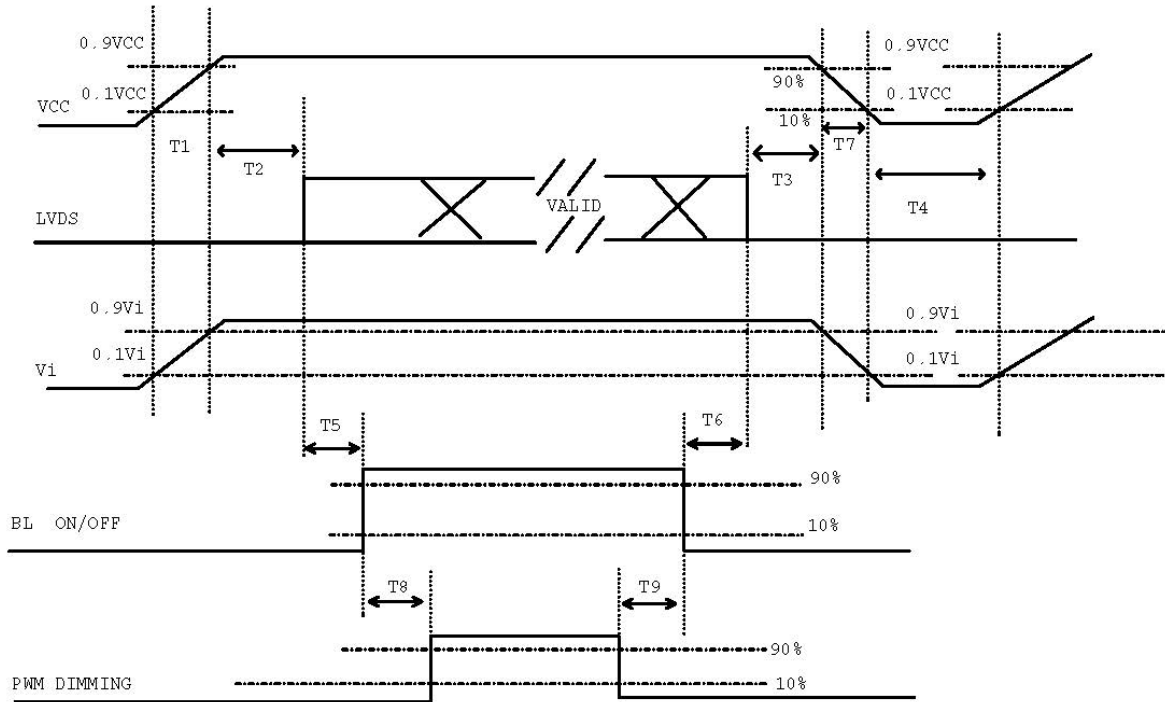 0.9VCC 0.9VCC
90%
0.1VCC 0.1VCC
VCC
10%
T1 T7
T2 T3
T4
VALID
LVDS
0.9Vi 0.9Vi
0.1Vi 0.1Vi
Vi
T5 T6
90%
BL ON/OFF 10%
T8 T9
90%
PWM DIMMING 10%